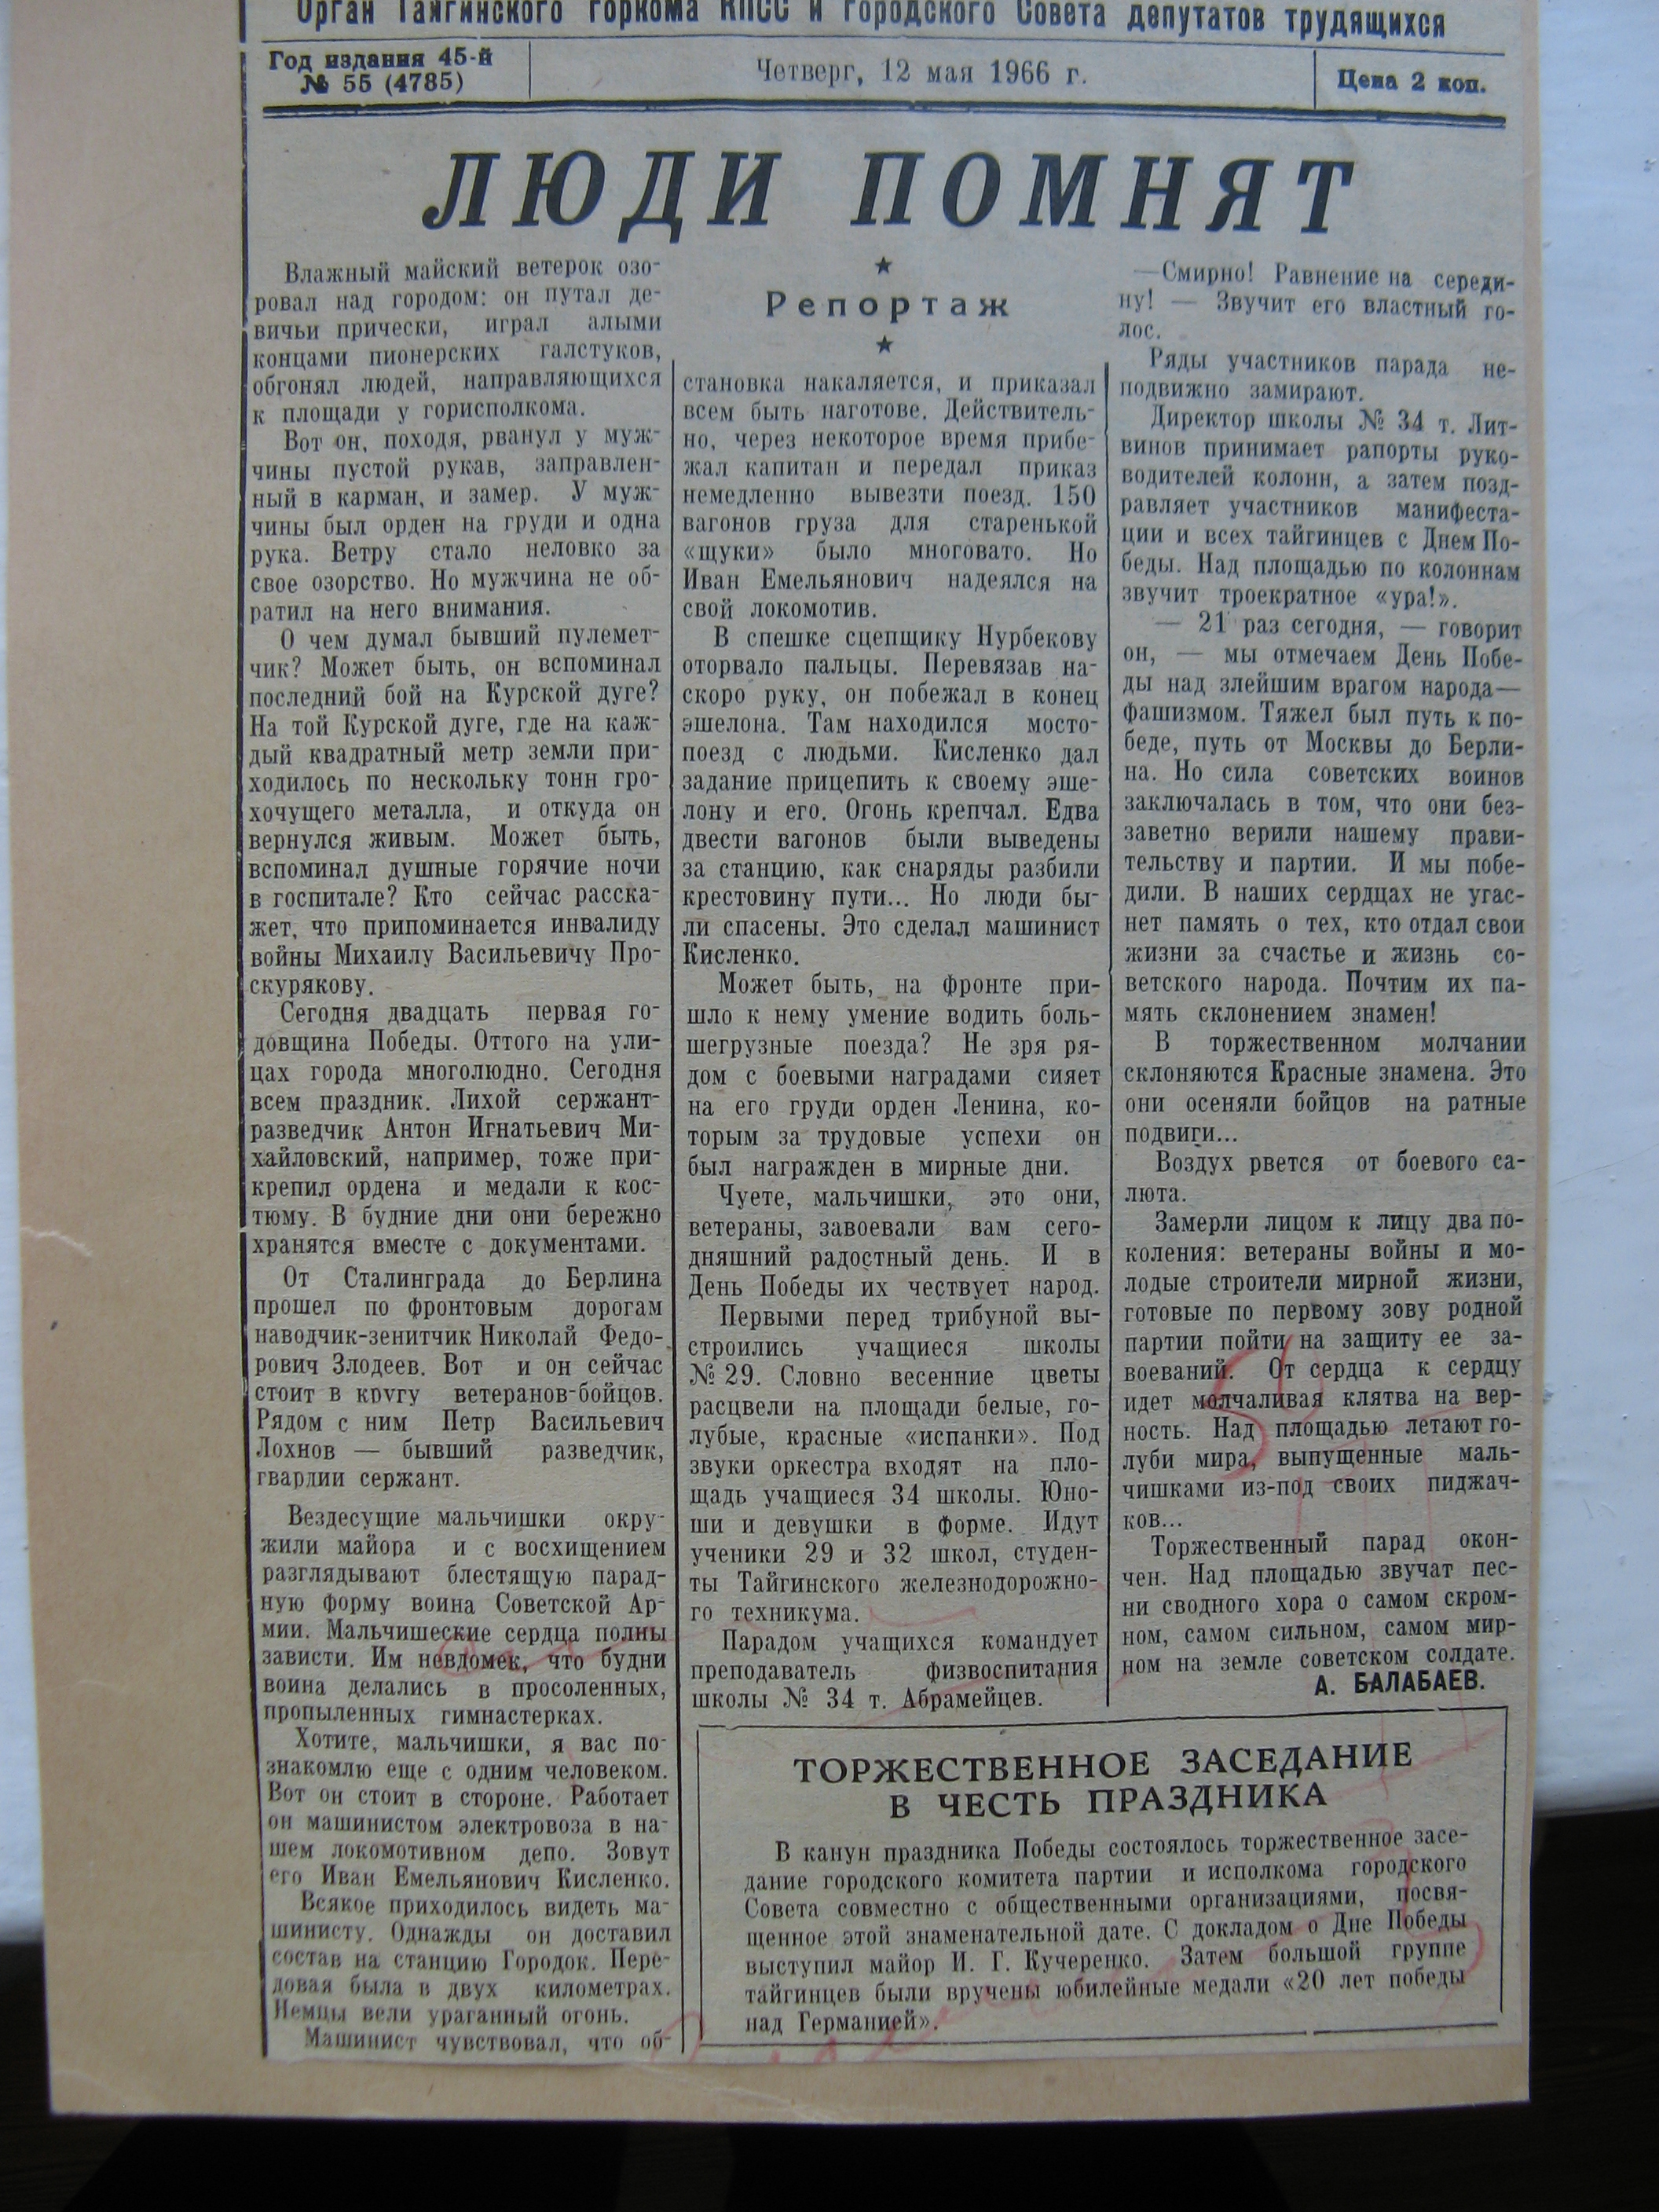 Орган Тайгинского горкома КПСС и городского Совета депутатов трудящихся
Год издания 45-й
№ 55 (4785)
Четверг, 12 мая 1966 г.
Цена 2 коп.
ЛЮДИ ПОМНЯТ
Влажный майский ветерок озо-
ровал над городом: он путал де-
вичьи прически, играл алыми
концами пионерских галстуков,
обгонял людей, направляющихся
к площади у горисполкома.
Вот он, походя, рванул у муж-
чины пустой рукав, заправлен-
ный в карман, и замер. У муж-
чины был орден на груди и одна
рука. Ветру стало неловко за
свое озорство. Но мужчина не об-
ратил на него внимания.
О чем думал бывший пулемет-
чик? Может быть, он вспоминал
последний бой на Курской дуге?
На той Курской дуге, где на каж-
дый квадратный метр земли при-
ходилось по нескольку тонн гро-
хочущего металла, и откуда он
вернулся живым. Может быть,
вспоминал душные горячие ночи
в госпитале? Кто сейчас расска-
жет, что припоминается инвалиду
войны Михаилу Васильевичу Про-
скурякову.
Сегодня двадцать первая го-
довщина Победы. Оттого на ули-
цах города многолюдно. Сегодня
всем праздник. Лихой сержант-
разведчик Антон Игнатьевич Ми-
хайловский, например, тоже при-
крепил ордена и медали к кос-
тюму. В будние дни они бережно
хранятся вместе с документами.
От Сталинграда до Берлина
прошел по фронтовым дорогам
наводчик-зенитчик Николай Федо-
рович Злодеев. Вот и он сейчас
стоит в кругу ветеранов-бойцов.
Рядом с ним Петр Васильевич
Лохнов — бывший разведчик,
гвардии сержант.
Вездесущие мальчишки окру-
жили майора и с восхищением
разглядывают блестящую парад-
ную форму воина Советской Ар-
мии. Мальчишеские сердца полны
зависти. Им невдомек, что будни
воина делались в просоленных,
пропыленных гимнастерках.
Хотите, мальчишки, я вас по-
знакомлю еще с одним человеком.
Вот он стоит в стороне. Работает
он машинистом электровоза в на-
шем локомотивном депо. Зовут
его Иван Емельянович Кисленко.
Всякое приходилось видеть ма-
шинисту. Однажды он доставил
состав на станцию Городок. Пере-
довая была в двух километрах.
Немцы вели ураганный огонь.
Машинист чувствовал, что об-
★
Репортаж
★
становка накаляется, и приказал
всем быть наготове. Действитель-
но, через некоторое время прибе-
жал капитан и передал приказ
немедленно вывезти поезд. 150
вагонов груза для старенькой
«щуки» было многовато. Но
Иван Емельянович надеялся на
свой локомотив.
В спешке сцепщику Нурбекову
оторвало пальцы. Перевязав на-
скоро руку, он побежал в конец
эшелона. Там находился мосто-
поезд с людьми. Кисленко дал
задание прицепить к своему эше-
лону и его. Огонь крепчал. Едва
двести вагонов были выведены
за станцию, как снаряды разбили
крестовину пути... Но люди бы-
ли спасены. Это сделал машинист
Кисленко.
Может быть, на фронте при-
шло к нему умение водить боль-
шегрузные поезда? Не зря ря-
дом с боевыми наградами сияет
на его груди орден Ленина, ко-
торым за трудовые успехи он
был награжден в мирные дни.
Чуете, мальчишки, это они,
ветераны, завоевали вам сего-
дняшний радостный день. И в
День Победы их чествует народ.
Первыми перед трибуной вы-
строились учащиеся школы
№ 29. Словно весенние цветы
расцвели на площади белые, го-
лубые, красные «испанки». Под
звуки оркестра входят на пло-
щадь учащиеся 34 школы. Юно-
ши и девушки в форме. Идут
ученики 29 и 32 школ, студен-
ты Тайгинского железнодорожно-
го техникума.
Парадом учащихся командует
преподаватель физвоспитания
школы № 34 т. Абрамейцев.
—Смирно! Равнение на середи-
ну! — Звучит его властный го-
лос.
Ряды участников парада не-
подвижно замирают.
Директор школы № 34 т. Лит-
винов принимает рапорты руко-
водителей колонн, а затем позд-
равляет участников манифеста-
ции и всех тайгинцев с Днем По-
беды. Над площадью по колоннам
звучит троекратное «ура!».
— 21 раз сегодня, — говорит
он, — мы отмечаем День Побе-
ды над злейшим врагом народа—
фашизмом. Тяжел был путь к по-
беде, путь от Москвы до Берли-
на. Но сила советских воинов
заключалась в том, что они без-
заветно верили нашему прави-
тельству и партии. И мы побе-
дили. В наших сердцах не угас-
нет память о тех, кто отдал свои
жизни за счастье и жизнь со-
ветского народа. Почтим их па-
мять склонением знамен!
В торжественном молчании
склоняются Красные знамена. Это
они осеняли бойцов на ратные
подвиги...
Воздух рвется от боевого са-
люта.
Замерли лицом к лицу два по-
коления: ветераны войны и мо-
лодые строители мирной жизни,
готовые по первому зову родной
партии пойти на защиту ее за-
воеваний. От сердца к сердцу
идет молчаливая клятва на вер-
ность. Над площадью летают го-
луби мира, выпущенные маль-
чишками из-под своих пиджач-
ков...
Торжественный парад окон-
чен. Над площадью звучат пес-
ни сводного хора о самом скром-
ном, самом сильном, самом мир-
ном на земле советском солдате.
А. БАЛАБАЕВ.
ТОРЖЕСТВЕННОЕ ЗАСЕДАНИЕ
В ЧЕСТЬ ПРАЗДНИКА
В канун праздника Победы состоялось торжественное засе-
дание городского комитета партии и исполкома городского
Совета совместно с общественными организациями, посвя-
щенное этой знаменательной дате. С докладом о Дне Победы
выступил майор И. Г. Кучеренко. Затем большой группе
тайгинцев были вручены юбилейные медали «20 лет победы
над Германией».